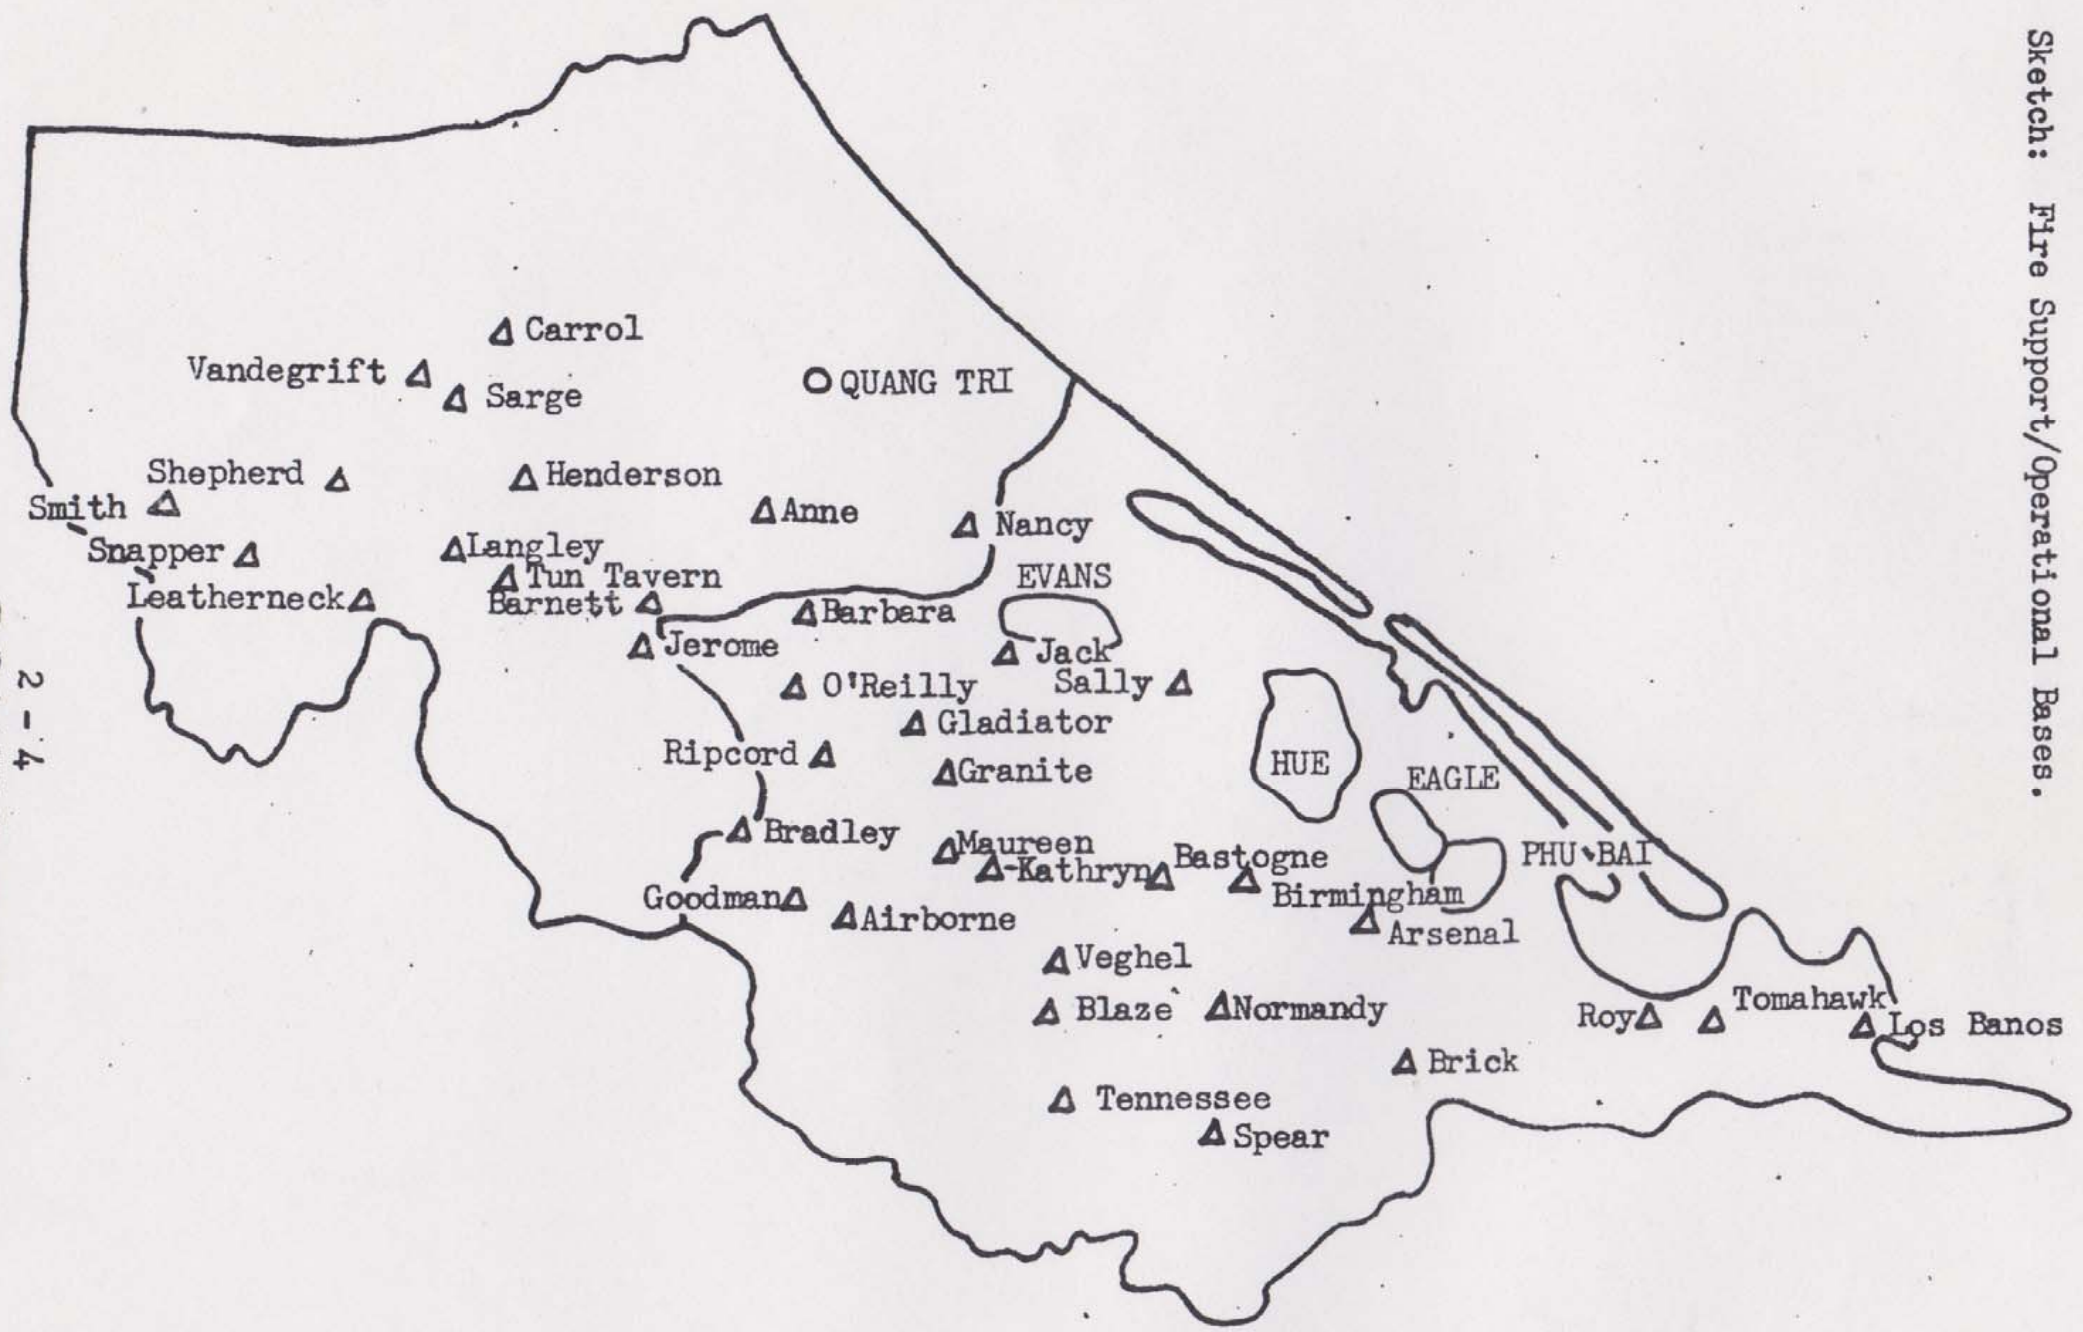 Sketch: Fire Support/Operational Bases.
Carrol
Vandegrift
Sarge
QUANG TRI
Shepherd
Henderson
Smith
Anne
Nancy
Snapper
Langley
Tun Tavern
EVANS
Leatherneck
Barnett
Barbara
Jerome
Jack
O'Reilly
Sally
Gladiator
Ripcord
Granite
HUE
EAGLE
Bradley
Maureen
Kathryn
Bastogne
PHU BAI
Goodman
Birmingham
Airborne
Arsenal
Veghel
Blaze
Normandy
Roy
Tomahawk
Los Banos
Brick
Tennessee
Spear
2 - 4